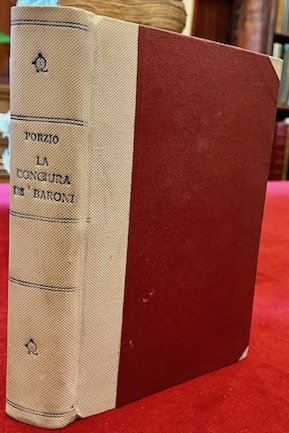 PORZIO
LA
CONGIURA
DE' BARONI